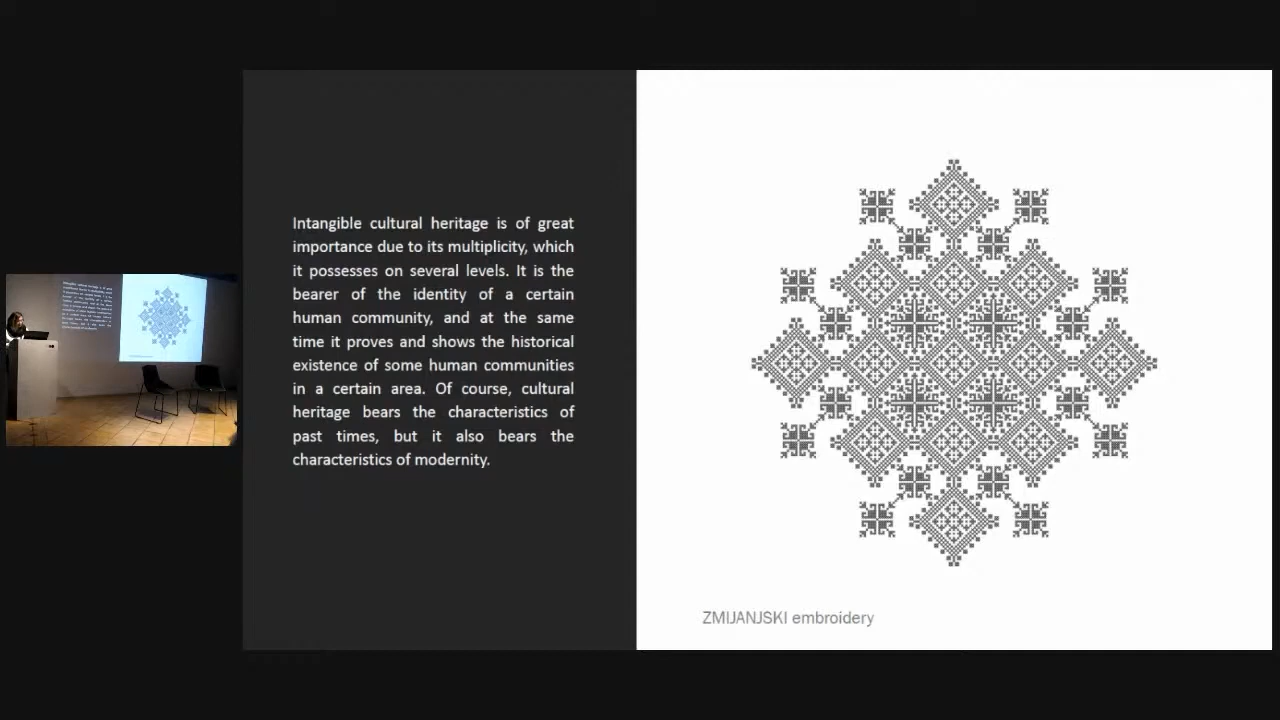 Intangible cultural heritage is of great
importance due to its multiplicity, which
it possesses on several levels. It is the
bearer of the identity of a certain
human community, and at the same
time it proves and shows the historical
existence of some human communities
in a certain area. Of course, cultural
heritage bears the characteristics of
past times, but it also bears the
characteristics of modernity.
ZMIJANJSKI embroidery